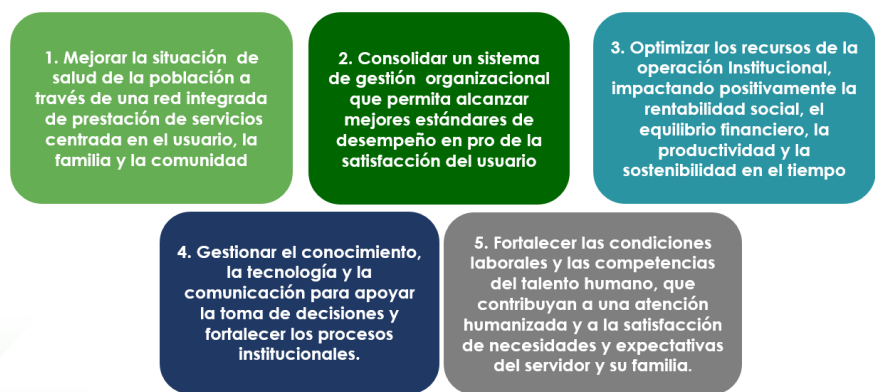 1. Mejorar la situación de
salud de la población a
través de una red integrada
de prestación de servicios
centrada en el usuario, la
familia y la comunidad
2. Consolidar un sistema
de gestión organizacional
que permita alcanzar
mejores estándares de
desempeño en pro de la
satisfacción del usuario
3. Optimizar los recursos de la
operación Institucional,
impactando positivamente la
rentabilidad social, el
equilibrio financiero, la
productividad y la
sostenibilidad en el tiempo
4. Gestionar el conocimiento,
la tecnología y la
comunicación para apoyar
la toma de decisiones y
fortalecer los procesos
institucionales.
5. Fortalecer las condiciones
laborales y las competencias
del talento humano, que
contribuyan a una atención
humanizada y a la satisfacción
de necesidades y expectativas
del servidor y su familia.